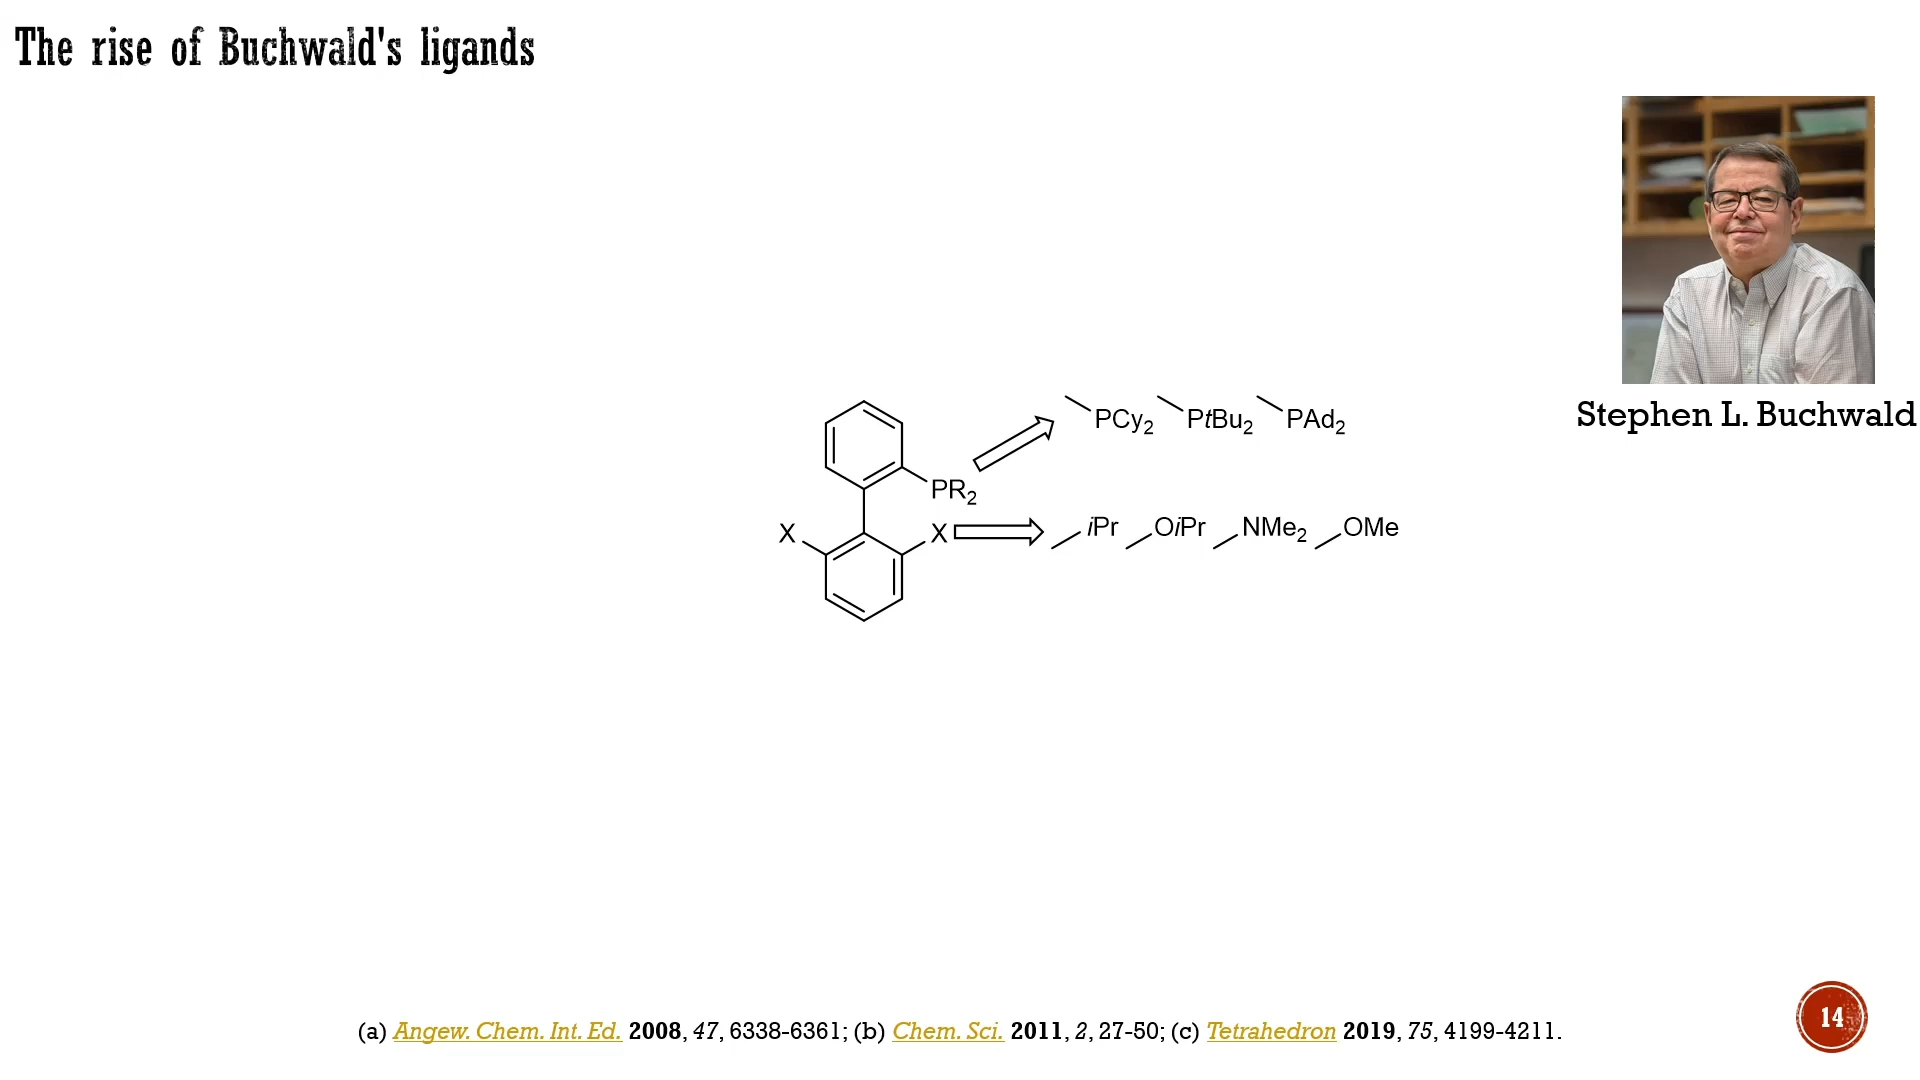 The rise of Buchwald's ligands
Stephen L. Buchwald
PCy2 PtBu2 PAd2
PR2
X X iPr OiPr NMe2 OMe
(a) Angew. Chem. Int. Ed. 2008, 47, 6338-6361; (b) Chem. Sci. 2011, 2, 27-50; (c) Tetrahedron 2019, 75, 4199-4211.
14